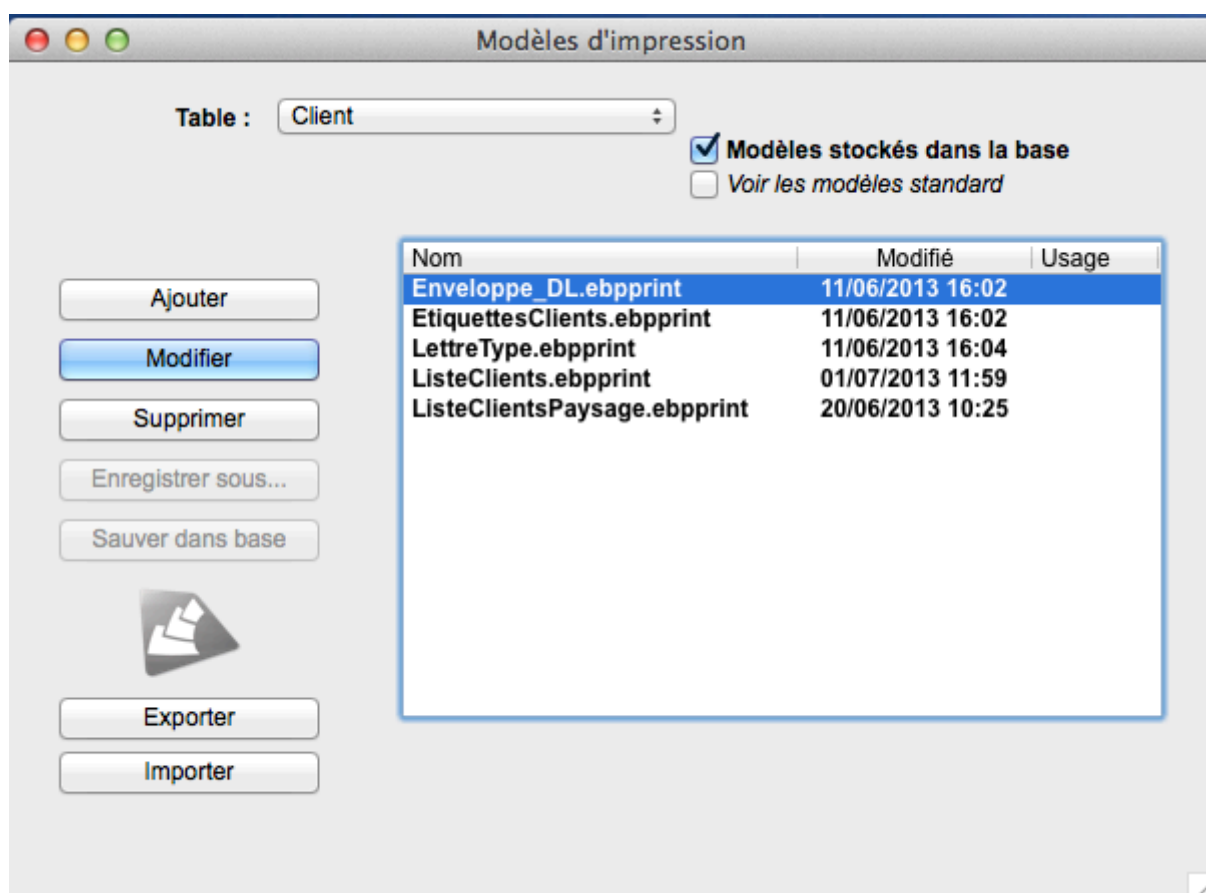 Modèles d'impression
Table : Client
Modèles stockés dans la base
Voir les modèles standard
Nom Modifié Usage
Enveloppe_DL.ebpprint 11/06/2013 16:02
EtiquettesClients.ebpprint 11/06/2013 16:02
LettreType.ebpprint 11/06/2013 16:04
ListeClients.ebpprint 01/07/2013 11:59
ListeClientsPaysage.ebpprint 20/06/2013 10:25
Ajouter
Modifier
Supprimer
Enregistrer sous...
Sauver dans base
Exporter
Importer